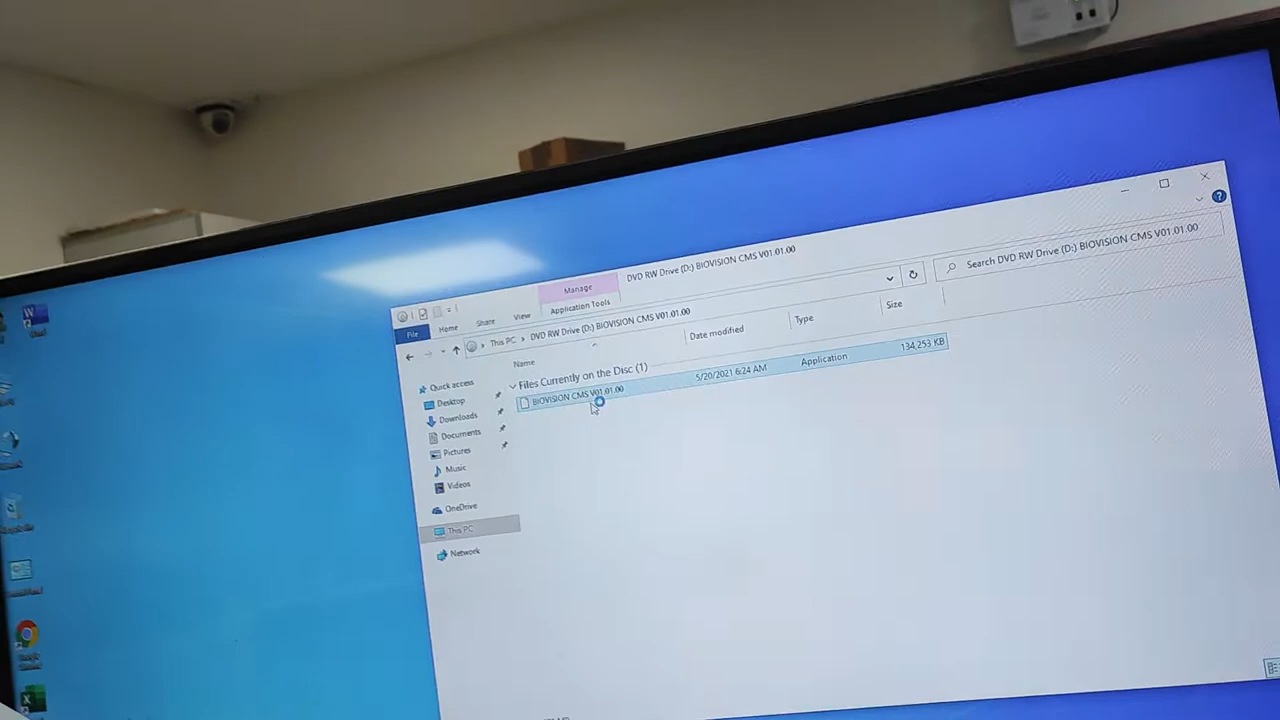 DVD RW Drive (D:) BIOVISION CMS V01.01.00
Manage
Application Tools
File
Home
Share
View
This PC > DVD RW Drive (D:) BIOVISION CMS V01.01.00
Search DVD RW Drive (D:) BIOVISION CMS V01.01.00
Name
Date modified
Type
Size
Files Currently on the Disc (1)
BIOVISION CMS V01.01.00
5/20/2021 6:24 AM
Application
134,253 KB
Quick access
Desktop
Downloads
Documents
Pictures
Music
Videos
OneDrive
This PC
Network
Google